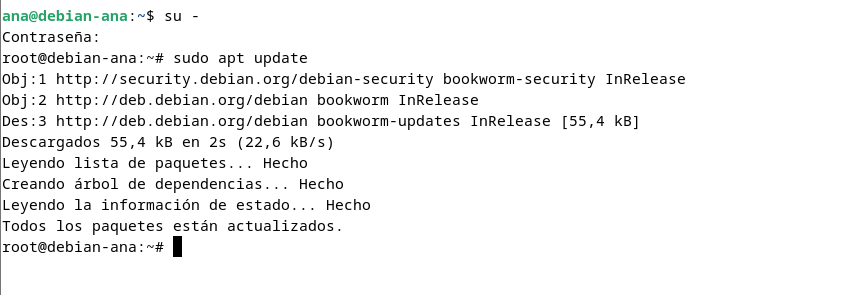 ana@debian-ana:~$ su -
Contraseña:
root@debian-ana:~# sudo apt update
Obj:1 http://security.debian.org/debian-security bookworm-security InRelease
Obj:2 http://deb.debian.org/debian bookworm InRelease
Des:3 http://deb.debian.org/debian bookworm-updates InRelease [55,4 kB]
Descargados 55,4 kB en 2s (22,6 kB/s)
Leyendo lista de paquetes... Hecho
Creando árbol de dependencias... Hecho
Leyendo la información de estado... Hecho
Todos los paquetes están actualizados.
root@debian-ana:~#